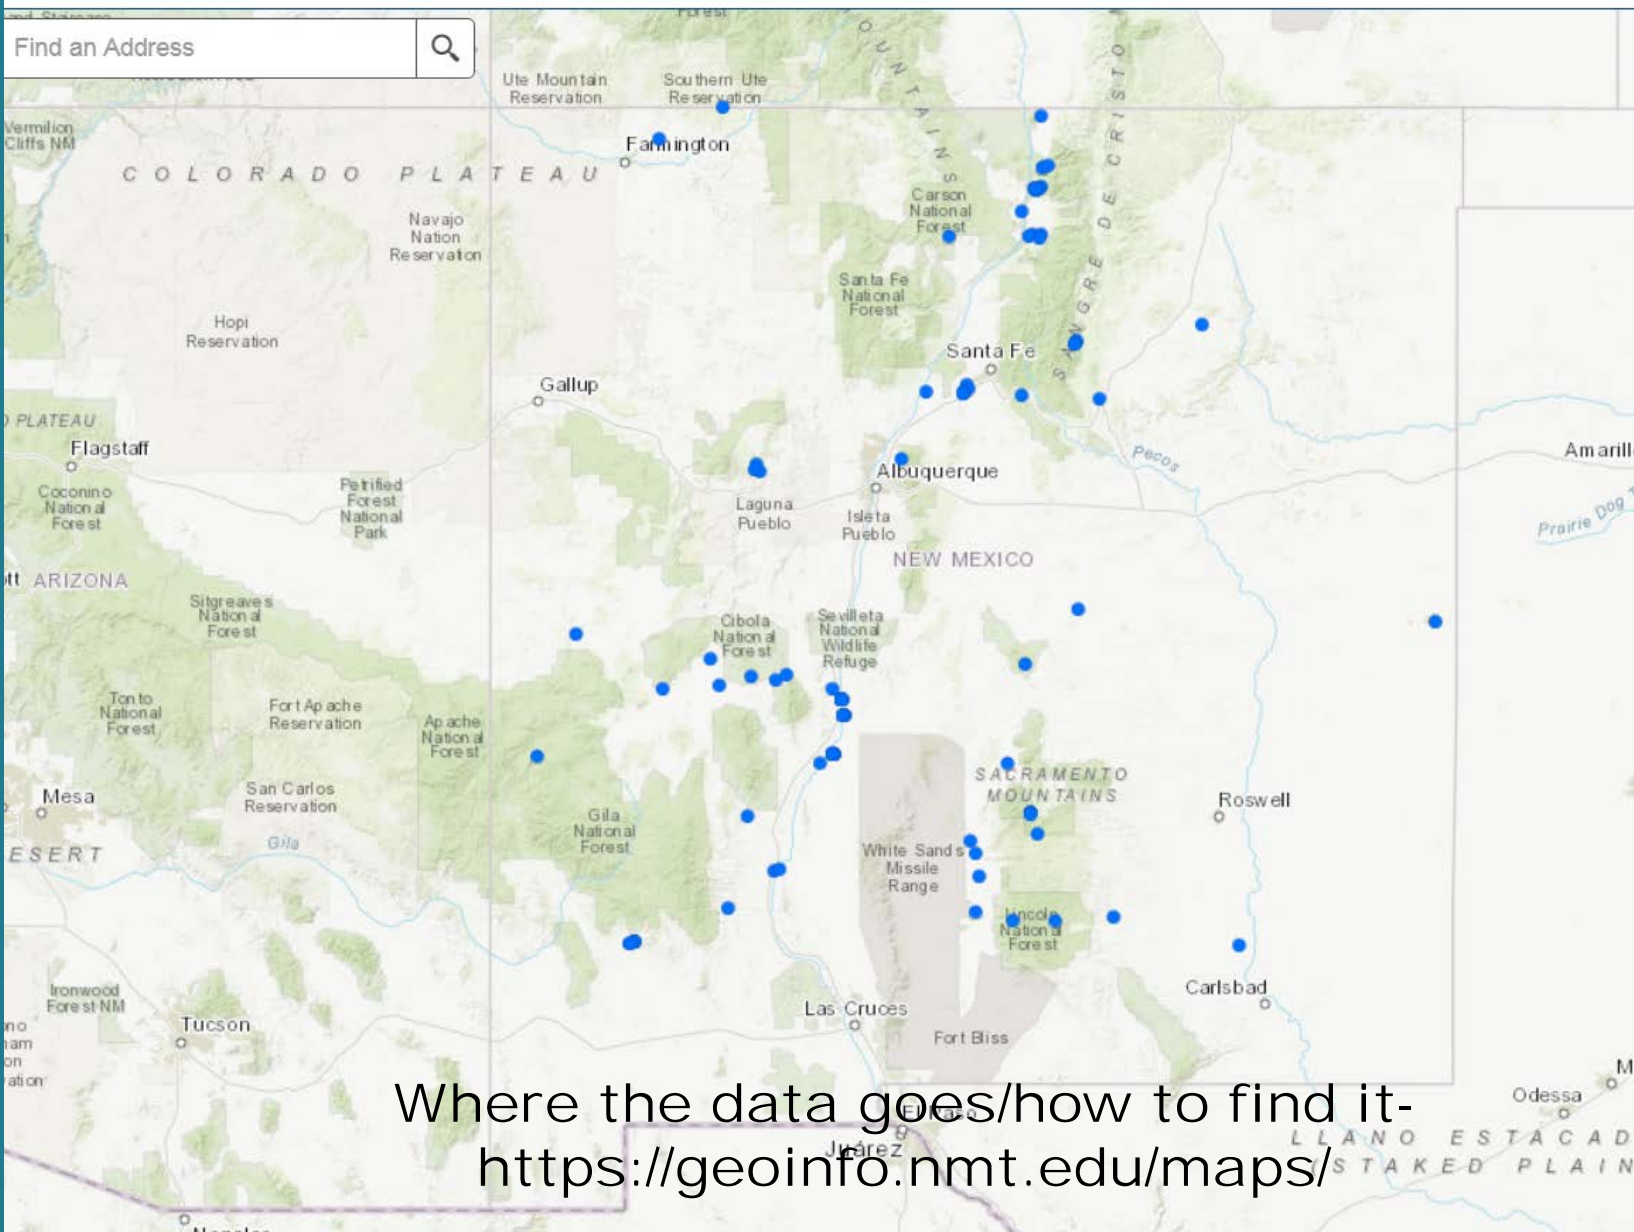 Find an Address
Ute Mountain
Reservation
Southern Ute
Reservation
Vermilion
Cliffs NM
Farmington
COLORADO PLATEAU
MOUNTAINS
SANGRE DE CRISTO
Carson
National
Forest
Navajo
Nation
Reservation
Santa Fe
National
Forest
Hopi
Reservation
Santa Fe
Gallup
PLATEAU
Flagstaff
Pecos
Albuquerque
Coconino
National
Forest
Petrified
Forest
National
Park
Laguna
Pueblo
Isleta
Pueblo
Prairie Dog
NEW MEXICO
ARIZONA
Sitgreaves
National
Forest
Cibola
National
Forest
Sevilleta
National
Wildlife
Refuge
Tonto
National
Forest
Fort Apache
Reservation
Apache
National
Forest
SACRAMENTO
MOUNTAINS
Mesa
San Carlos
Reservation
Roswell
Gila
National
Forest
ESERT
Gila
White Sands
Missile
Range
Lincoln
National
Forest
Ironwood
Forest NM
Carlsbad
Las Cruces
Tucson
Fort Bliss
Odessa
Where the data goes/how to find it-
El Paso
Juárez
https://geoinfo.nmt.edu/maps/
LLANO ESTACAD
STAKED PLAIN